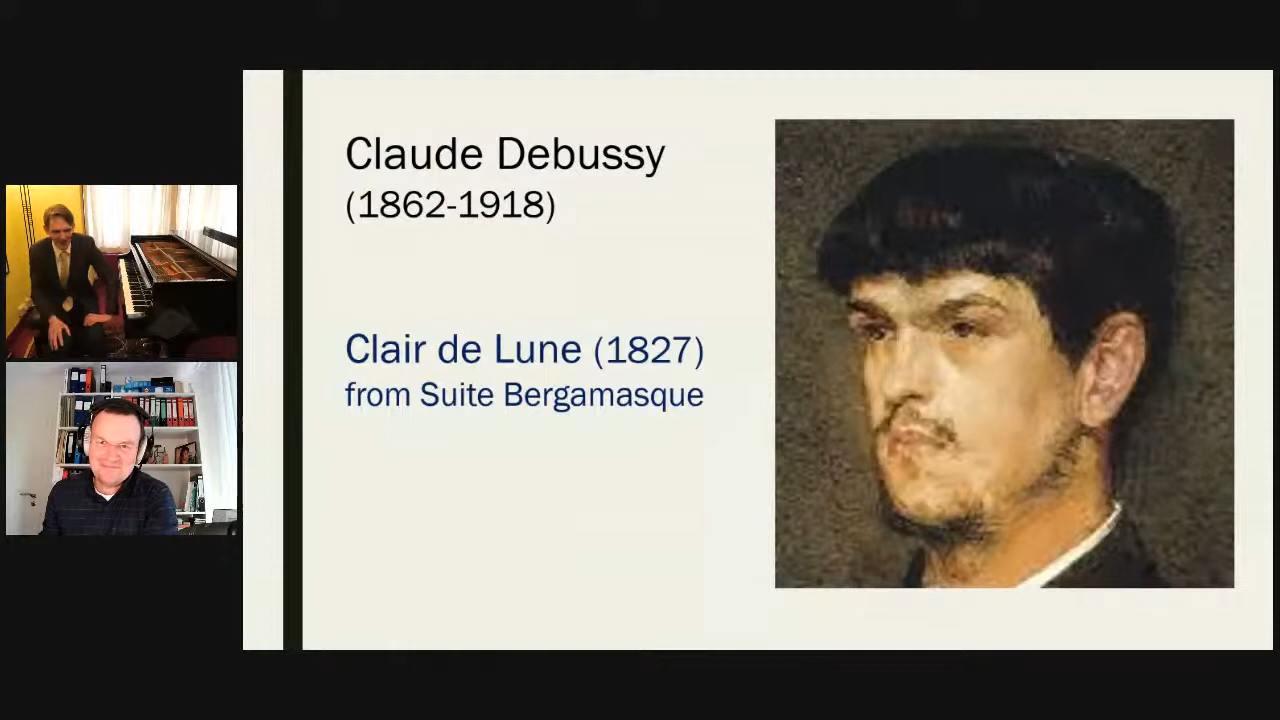 Claude Debussy
(1862-1918)
Clair de Lune (1827)
from Suite Bergamasque